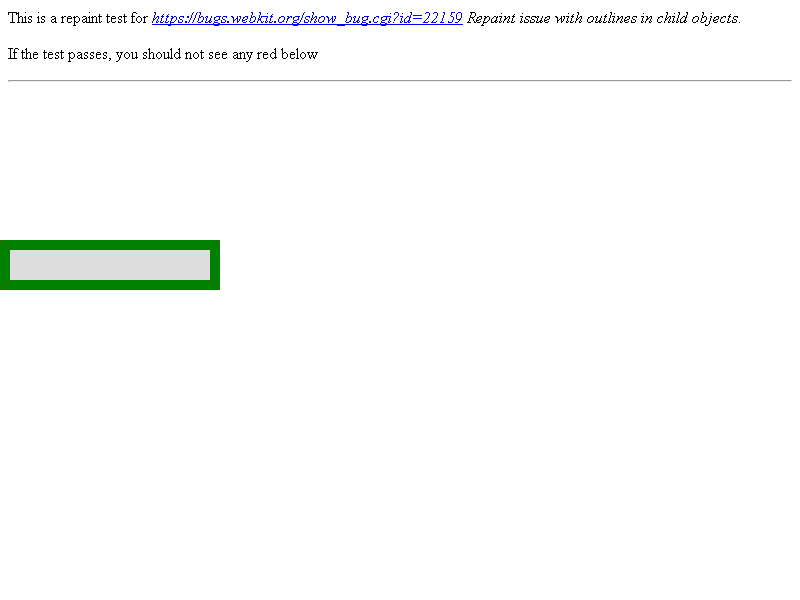 This is a repaint test for https://bugs.webkit.org/show_bug.cgi?id=22159 Repaint issue with outlines in child objects.
If the test passes, you should not see any red below